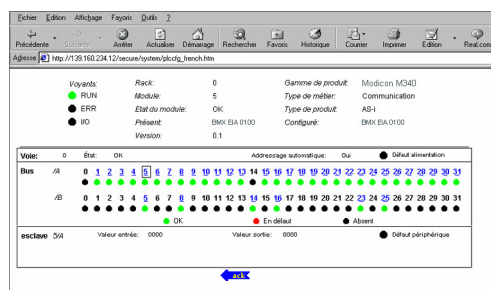 Fichier Edition Affichage Favoris Outils ?
Précédente Suivante Arrêter Actualiser Démarrage Rechercher Favoris Historique Courrier Imprimer Edition Real.com
Adresse http://139.160.234.12/secure/system/plccfg_french.htm
Voyants: Rack: 0 Gamme de produit: Modicon M340
RUN Module: 5 Type de métier: Communication
ERR Etat du module: OK Type de produit: AS-i
I/O Présent: BMX EIA 0100 Configuré: BMX EIA 0100
Version: 0.1
Voie: 0 État: OK Addressage automatique: Oui Défaut alimentation
Bus /A 0 1 2 3 4 5 6 7 8 9 10 11 12 13 14 15 16 17 18 19 20 21 22 23 24 25 26 27 28 29 30 31
/B 0 1 2 3 4 5 6 7 8 9 10 11 12 13 14 15 16 17 18 19 20 21 22 23 24 25 26 27 28 29 30 31
OK En défaut Absent
esclave 5/A Valeur entrée: 0000 Valeur sortie: 0000 Défaut périphérique